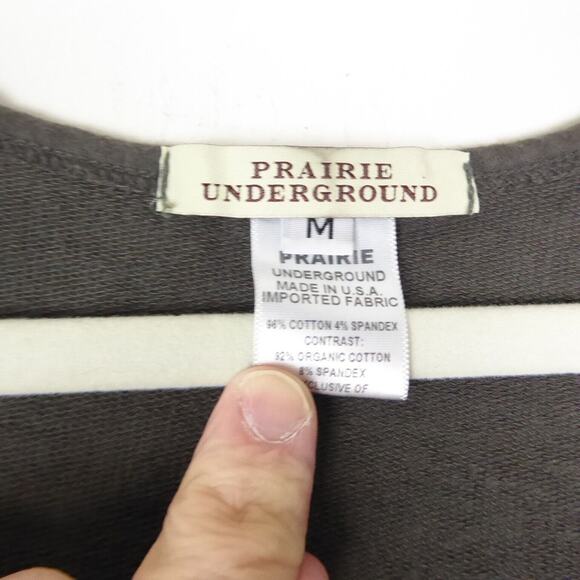 PRAIRIE
UNDERGROUND
M
PRAIRIE
UNDERGROUND
MADE IN U.S.A.
IMPORTED FABRIC
96% COTTON 4% SPANDEX
CONTRAST:
92% ORGANIC COTTON
8% SPANDEX
OF